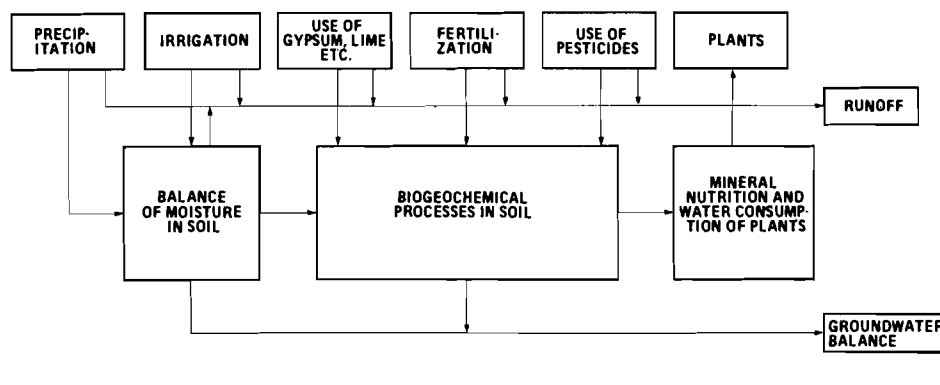 PRECIP-
ITATION
IRRIGATION
USE OF
GYPSUM, LIME
ETC.
FERTILI-
ZATION
USE OF
PESTICIDES
PLANTS
RUNOFF
BALANCE
OF MOISTURE
IN SOIL
BIOGEOCHEMICAL
PROCESSES IN SOIL
MINERAL
NUTRITION AND
WATER CONSUMP-
TION OF PLANTS
GROUNDWATER
BALANCE